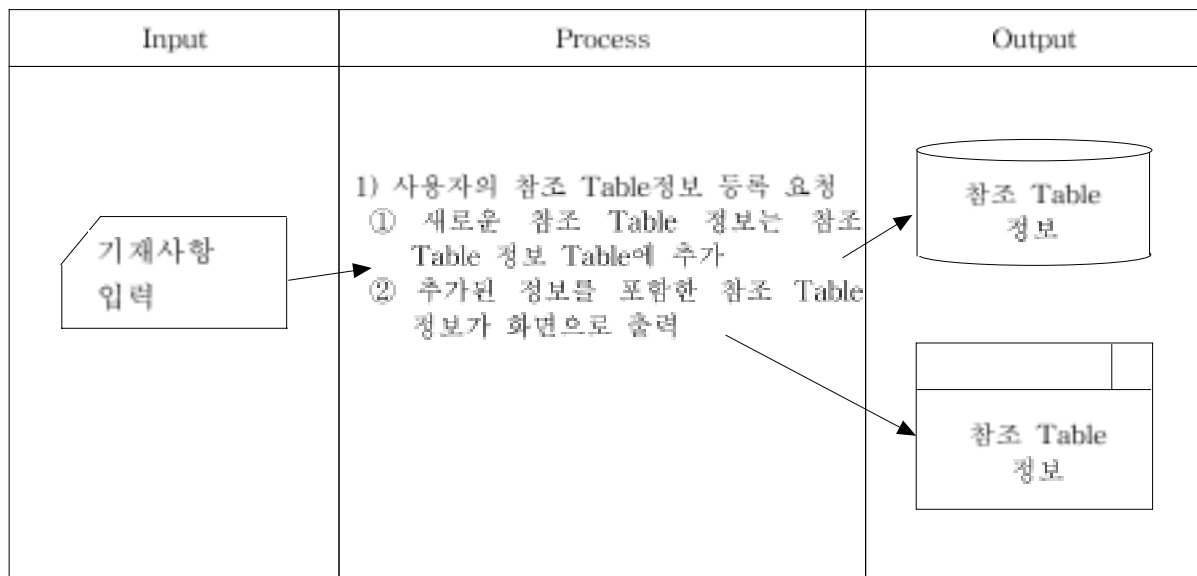 Input
Process
Output
기재사항
입력
1) 사용자의 참조 Table정보 등록 요청
① 새로운 참조 Table 정보는 참조
Table 정보 Table에 추가
② 추가된 정보를 포함한 참조 Table
정보가 화면으로 출력
참조 Table
정보
참조 Table
정보